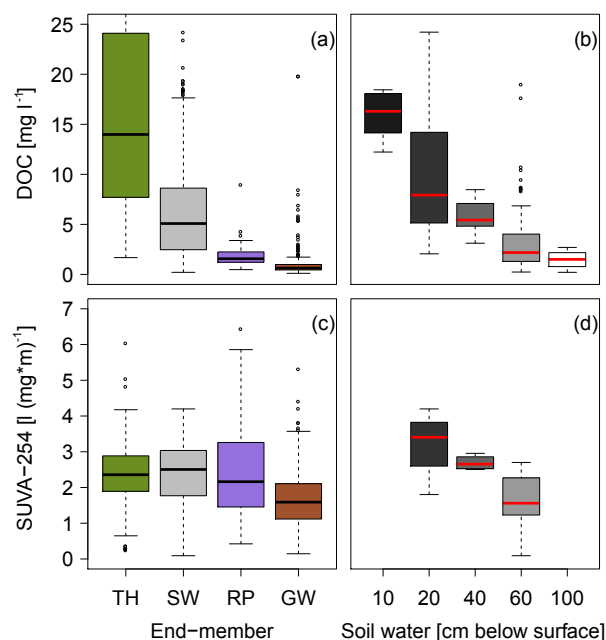 (a)
(b)
DOC [mg l⁻¹]
25
20
15
10
5
0
(c)
(d)
SUVA−254 [l (mg*m)⁻¹]
7
6
5
4
3
2
1
0
TH SW RP GW
10 20 40 60 100
End−member
Soil water [cm below surface]